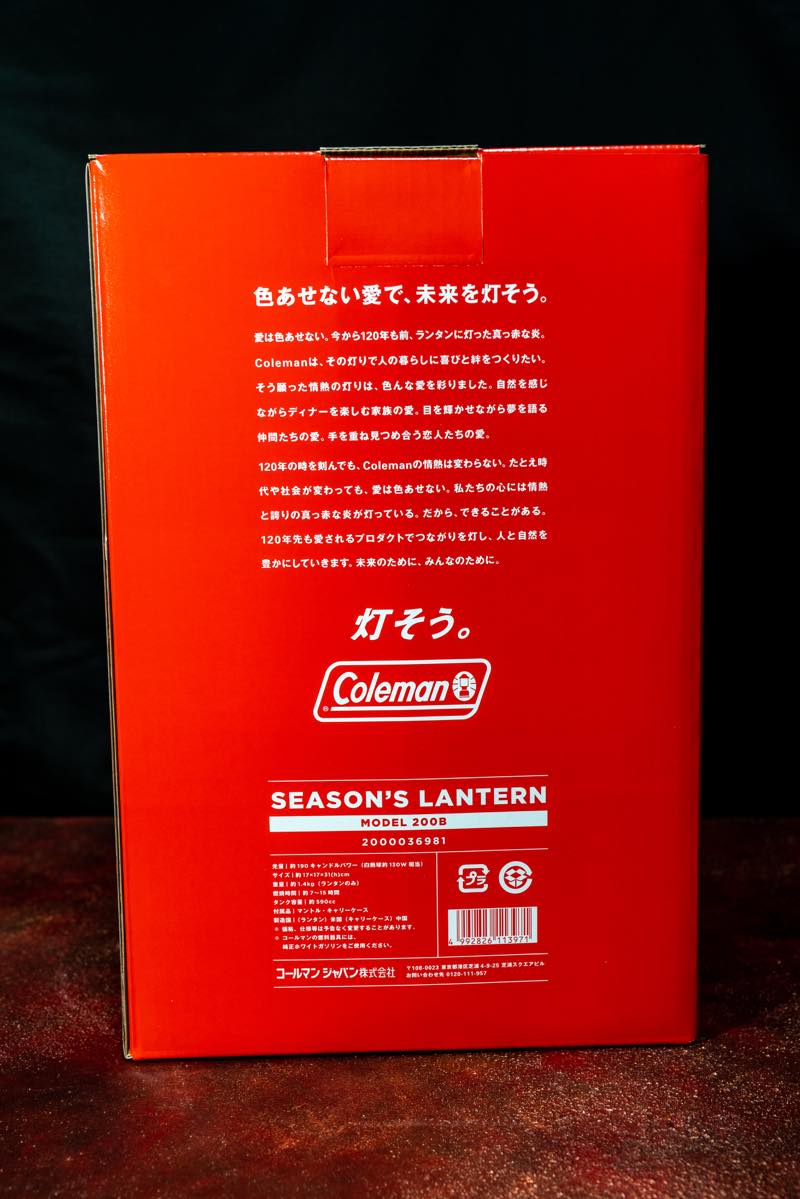 色あせない愛で、未来を灯そう。
愛は色あせない。今から120年も前、ランタンに灯った真っ赤な炎。
Colemanは、その灯りで人の暮らしに喜びと絆をつくりたい。
そう願った情熱の灯りは、色んな愛を彩りました。自然を感じ
ながらディナーを楽しむ家族の愛。目を輝かせながら夢を語る
仲間たちの愛。手を重ね見つめ合う恋人たちの愛。
120年の時を刻んでも、Colemanの情熱は変わらない。たとえ時
代や社会が変わっても、愛は色あせない。私たちの心には情熱
と誇りの真っ赤な炎が灯っている。だから、できることがある。
120年先も愛されるプロダクトでつながりを灯し、人と自然を
豊かにしていきます。未来のために、みんなのために。
灯そう。
Coleman
®
SEASON'S LANTERN
MODEL 200B
2000036981
光量 | 約190キャンドルパワー（白熱球約130W相当）
サイズ | 約17×17×31(h)cm
重量 | 約1.4kg（ランタンのみ）
燃焼時間 | 約7〜15時間
タンク容量 | 約590cc
付属品 | マントル・キャリーケース
製造国 |（ランタン）米国（キャリーケース）中国
※ 価格、仕様等は予告なく変更することがあります。
※ コールマンの燃料器具には、
純正ホワイトガソリンをご使用ください。
プラ
4 992826 113971
コールマン ジャパン株式会社
〒108-0023 東京都港区芝浦4-9-25 芝浦スクエアビル
お問い合わせ先 0120-111-957